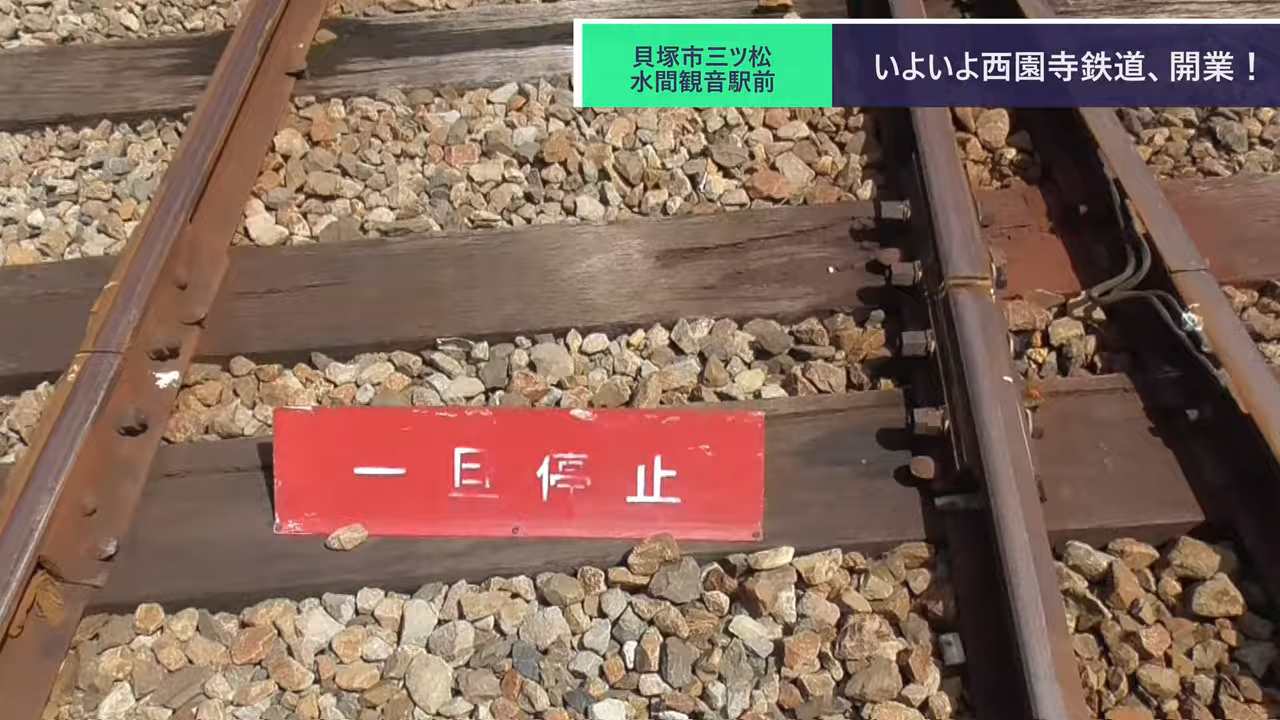 貝塚市三ツ松
水間観音駅前
いよいよ西園寺鉄道、開業！
一旦停止